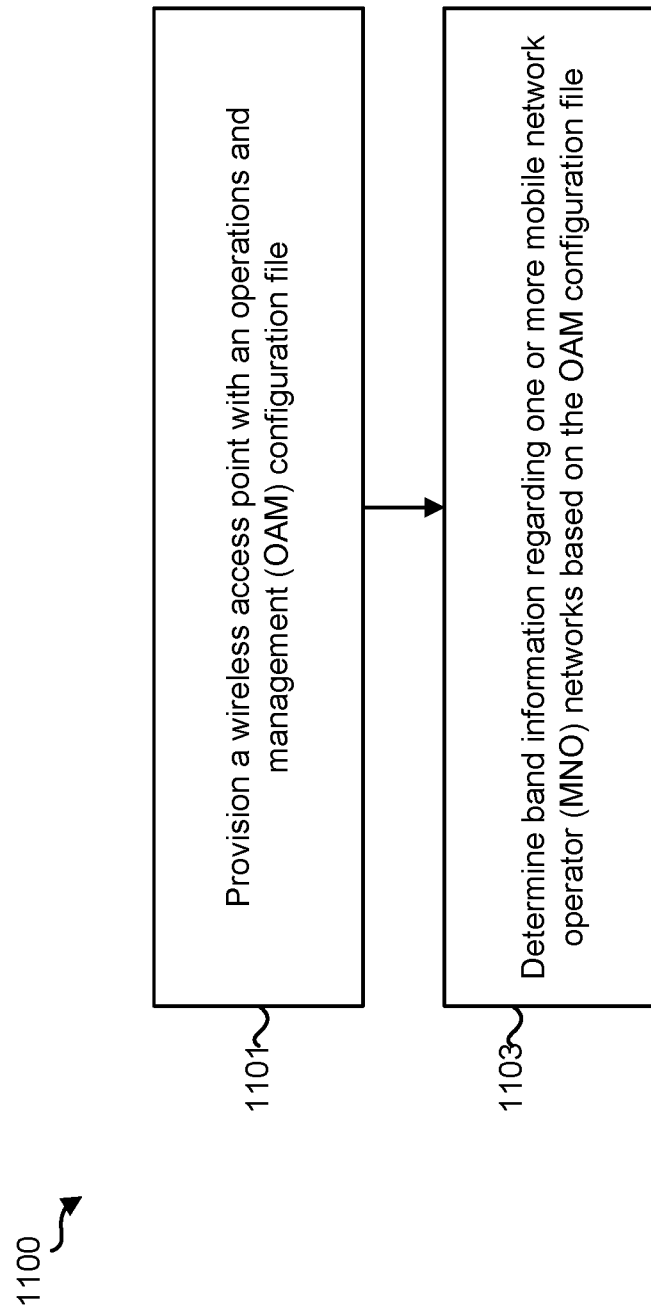 1100
1101
Provision a wireless access point with an operations and
management (OAM) configuration file
1103
Determine band information regarding one or more mobile network
operator (MNO) networks based on the OAM configuration file